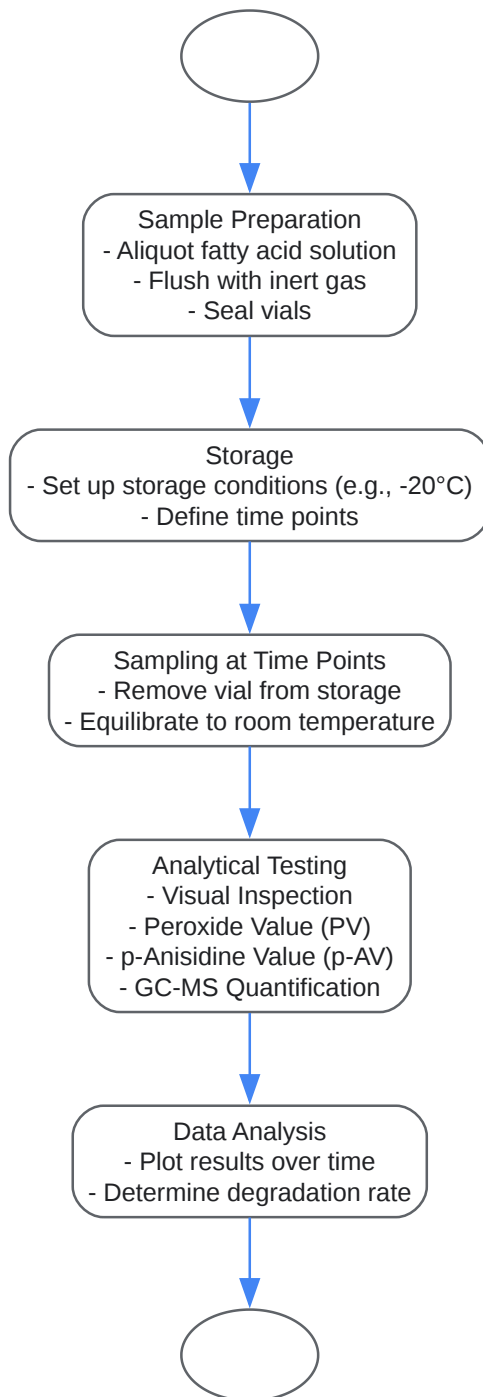 Sample Preparation
- Aliquot fatty acid solution
- Flush with inert gas
- Seal vials
Storage
- Set up storage conditions (e.g., -20°C)
- Define time points
Sampling at Time Points
- Remove vial from storage
- Equilibrate to room temperature
Analytical Testing
- Visual Inspection
- Peroxide Value (PV)
- p-Anisidine Value (p-AV)
- GC-MS Quantification
Data Analysis
- Plot results over time
- Determine degradation rate